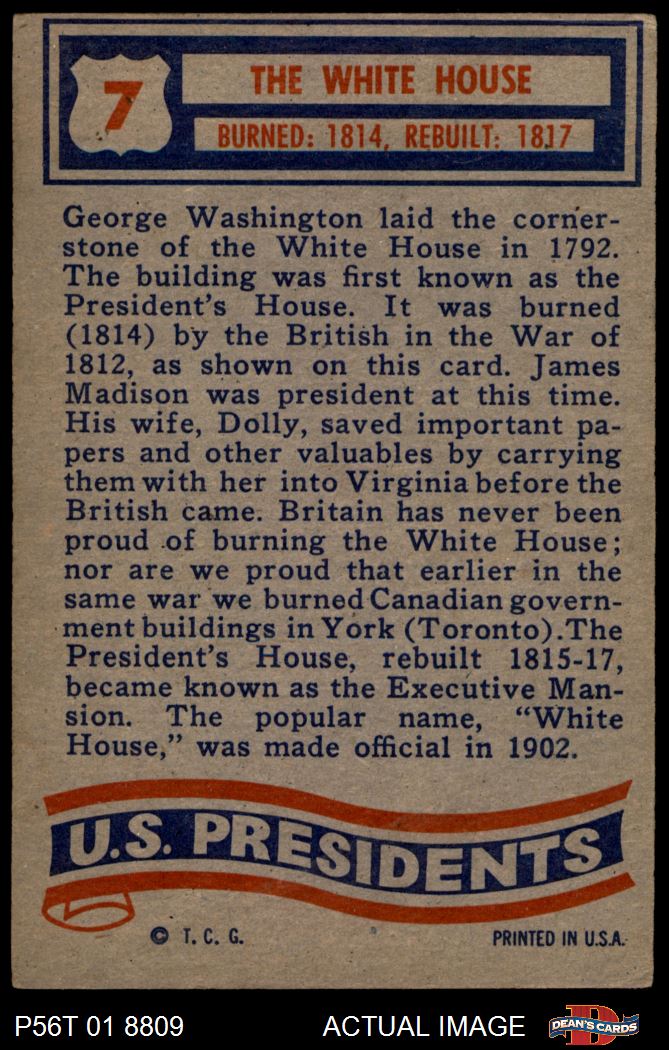 7
THE WHITE HOUSE
BURNED: 1814, REBUILT: 1817
George Washington laid the corner-
stone of the White House in 1792.
The building was first known as the
President's House. It was burned
(1814) by the British in the War of
1812, as shown on this card. James
Madison was president at this time.
His wife, Dolly, saved important pa-
pers and other valuables by carrying
them with her into Virginia before the
British came. Britain has never been
proud of burning the White House;
nor are we proud that earlier in the
same war we burned Canadian govern-
ment buildings in York (Toronto). The
President's House, rebuilt 1815-17,
became known as the Executive Man-
sion. The popular name, “White
House,” was made official in 1902.
U.S. PRESIDENTS
© T. C. G.
PRINTED IN U.S.A.
P56T 01 8809
ACTUAL IMAGE
D
DEAN'S CARDS